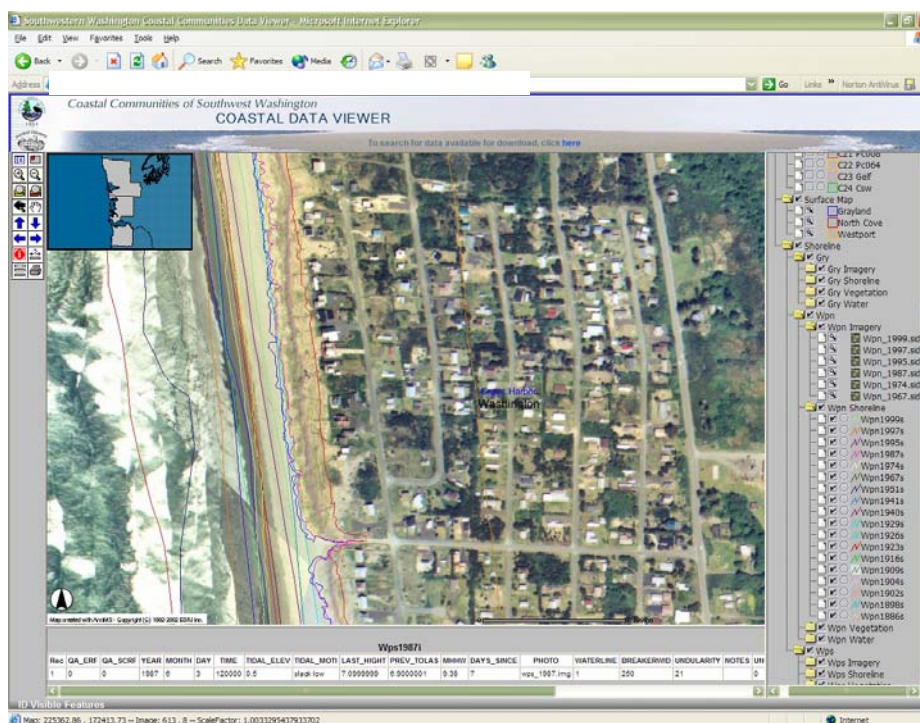 Southwestern Washington Coastal Communities Data Viewer - Microsoft Internet Explorer
File Edit View Favorites Tools Help
Back Search Favorites Media
Address Go Links Norton AntiVirus
Coastal Communities of Southwest Washington
COASTAL DATA VIEWER
To search for data available for download, click here
C22 Pc064
C23 Gelf
C24 Csw
Surface Map
Grayland
North Cove
Westport
Shoreline
Gry
Gry Imagery
Gry Shoreline
Gry Vegetation
Gry Water
Wpn
Wpn Imagery
Wpn_1999.sid
Wpn_1997.sid
Wpn_1995.sid
Wpn_1987.sid
Wpn_1974.sid
Wpn_1967.sid
Wpn Shoreline
Wpn1999s
Wpn1997s
Wpn1995s
Wpn1987s
Wpn1974s
Wpn1967s
Wpn1951s
Wpn1941s
Wpn1940s
Wpn1929s
Wpn1926s
Wpn1923s
Wpn1916s
Wpn1909s
Wpn1904s
Wpn1902s
Wpn1898s
Wpn1886s
Wpn Vegetation
Wpn Water
Wps
Wps Imagery
Wps Shoreline
Harbor
Washington
Map created with ArcIMS - Copyright (C) 1992-2002 ESRI Inc.
Wps1987i
Rec QA_ERF QA_SCRF YEAR MONTH DAY TIME TIDAL_ELEV TIDAL_MOTI LAST_HIGHT PREV_TOLAS MHHW DAYS_SINCE PHOTO WATERLINE BREAKERWID UNDULARITY NOTES UN
1 0 0 1987 6 3 120000 0.5 slack low 7.0999999 6.9000001 9.36 7 wps_1987.img 1 250 21 0
ID Visible Features
Map: 225362.86 , 172413.73 -- Image: 613 , 8 -- ScaleFactor: 1.0033295437933702
Internet